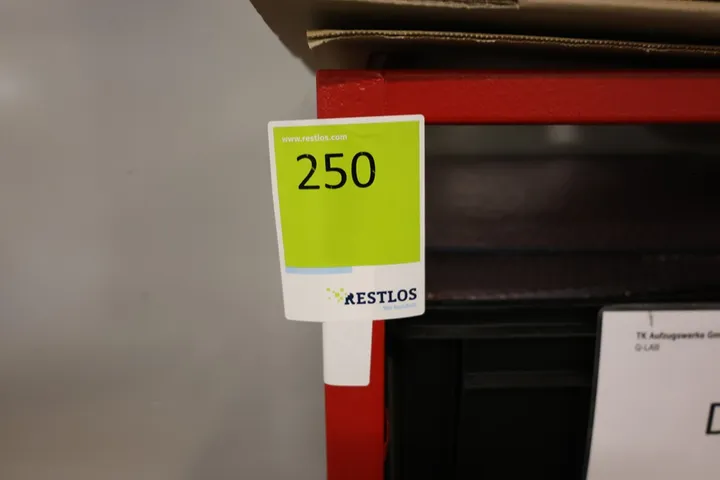 www.restlos.com
250
RESTLOS
TK Aufzugswerke
Q-LAB